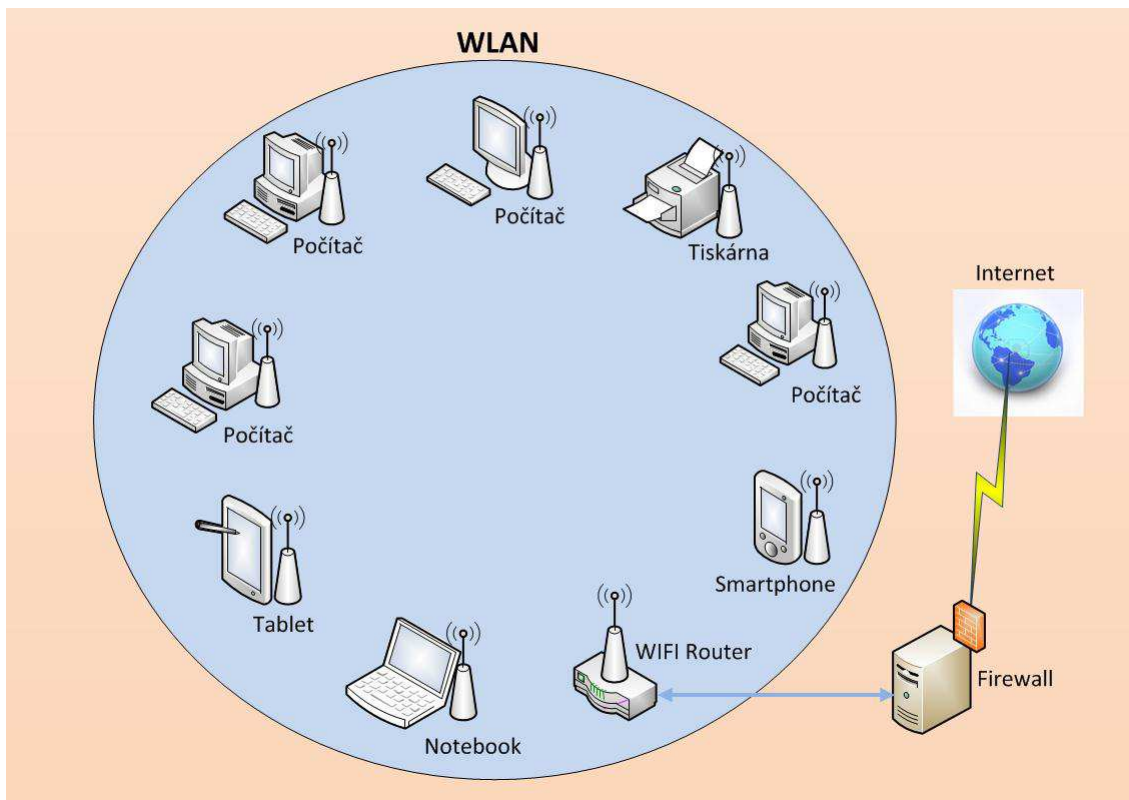 WLAN
Počítač
Počítač
Tiskárna
Internet
Počítač
Počítač
Smartphone
Tablet
WIFI Router
Firewall
Notebook